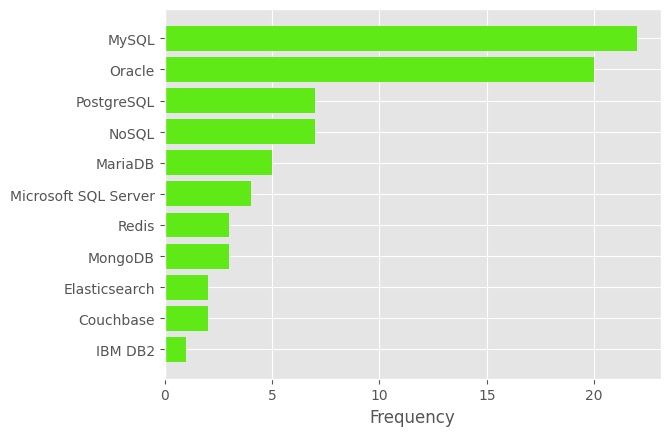 MySQL
Oracle
PostgreSQL
NoSQL
MariaDB
Microsoft SQL Server
Redis
MongoDB
Elasticsearch
Couchbase
IBM DB2
0 5 10 15 20
Frequency